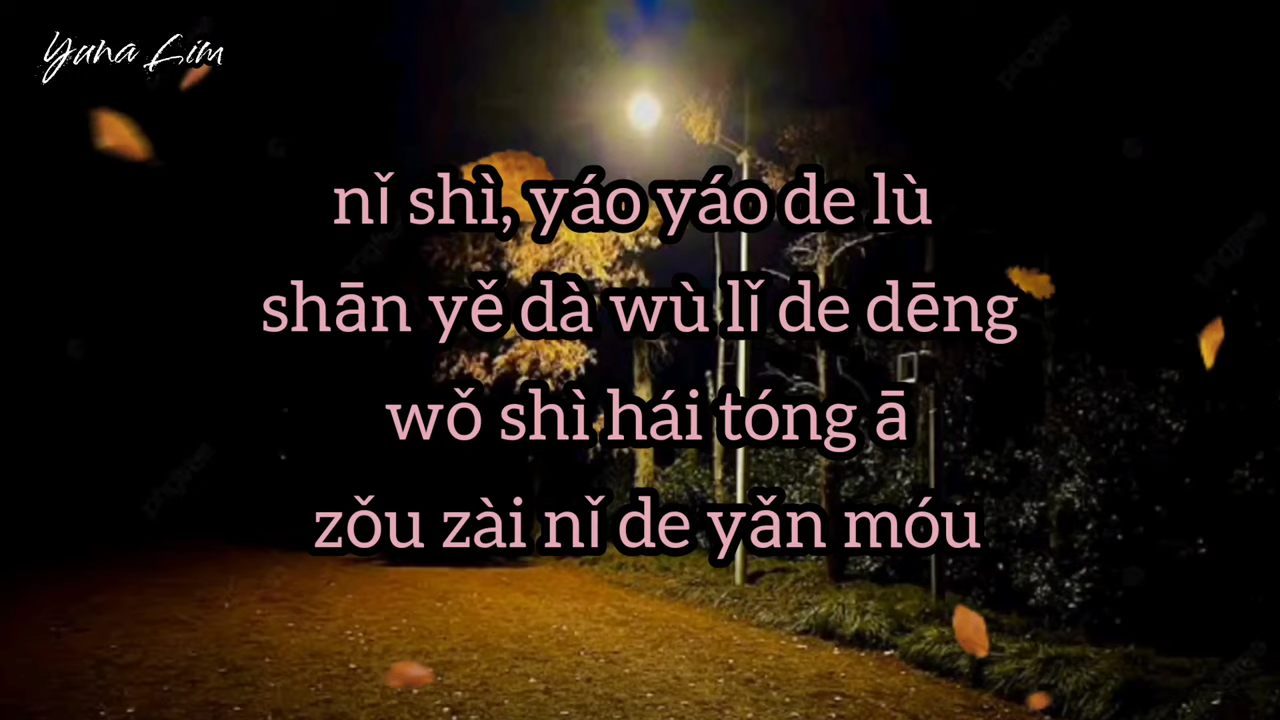 Yuna Lim
nǐ shì, yáo yáo de lù
shān yě dà wù lǐ de dēng
wǒ shì hái tóng ā
zǒu zài nǐ de yǎn móu